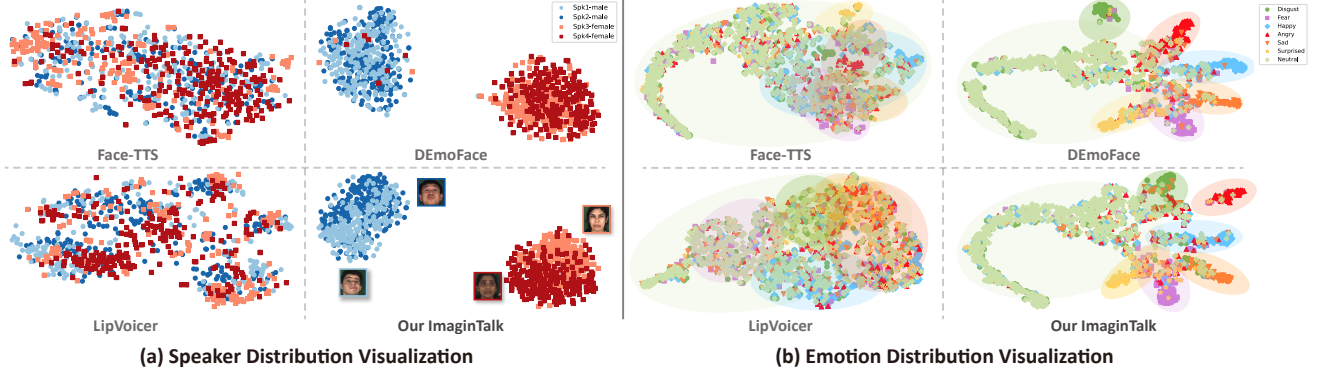 Spk1-male
Spk2-male
Spk3-female
Spk4-female
Face-TTS
DEmoFace
LipVoicer
Our ImaginTalk
(a) Speaker Distribution Visualization
Disgust
Fear
Happy
Angry
Sad
Surprised
Neutral
Face-TTS
DEmoFace
LipVoicer
Our ImaginTalk
(b) Emotion Distribution Visualization